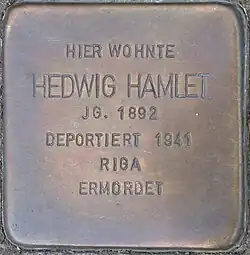 HIER WOHNTE
HEDWIG HAMLET
JG. 1892
DEPORTIERT 1941
RIGA
ERMORDET